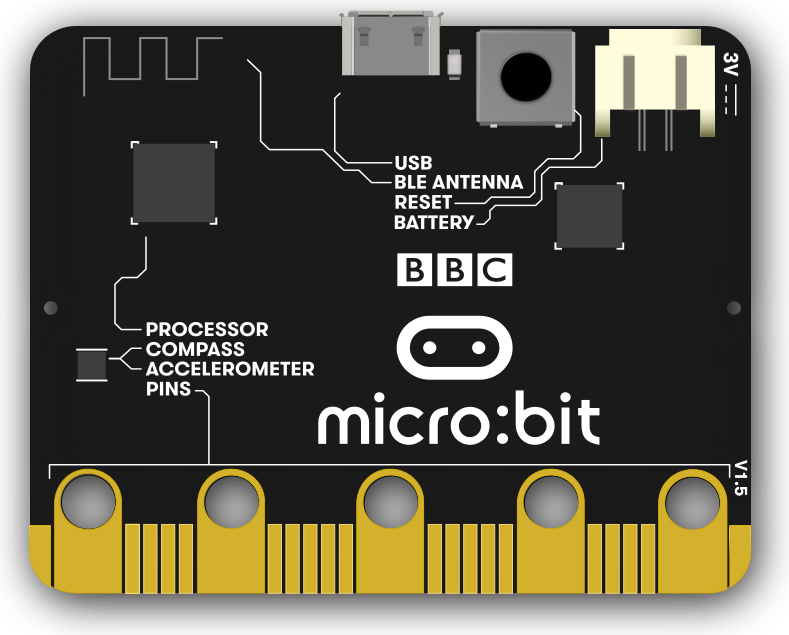 3V
USB
BLE ANTENNA
RESET
BATTERY
BBC
PROCESSOR
COMPASS
ACCELEROMETER
PINS
micro:bit
V1.5